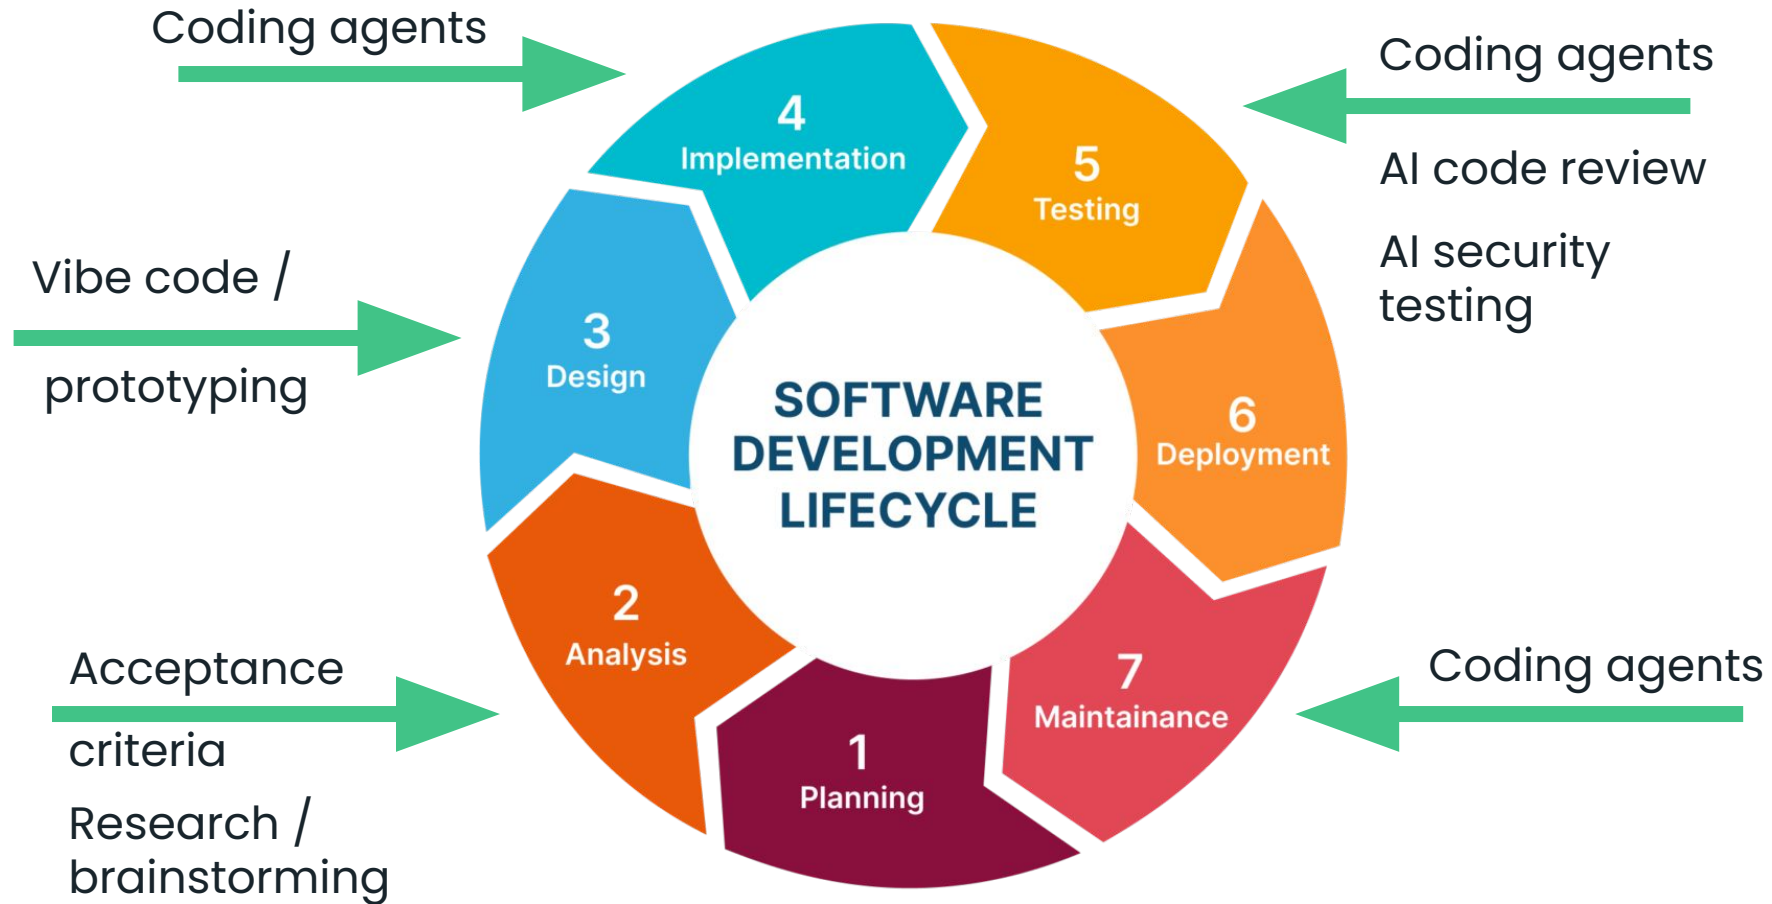 Coding agents
Coding agents
AI code review
AI security
testing
Vibe code /
prototyping
4
Implementation
5
Testing
3
Design
6
Deployment
SOFTWARE
DEVELOPMENT
LIFECYCLE
2
Analysis
7
Maintainance
1
Planning
Acceptance
criteria
Research /
brainstorming
Coding agents